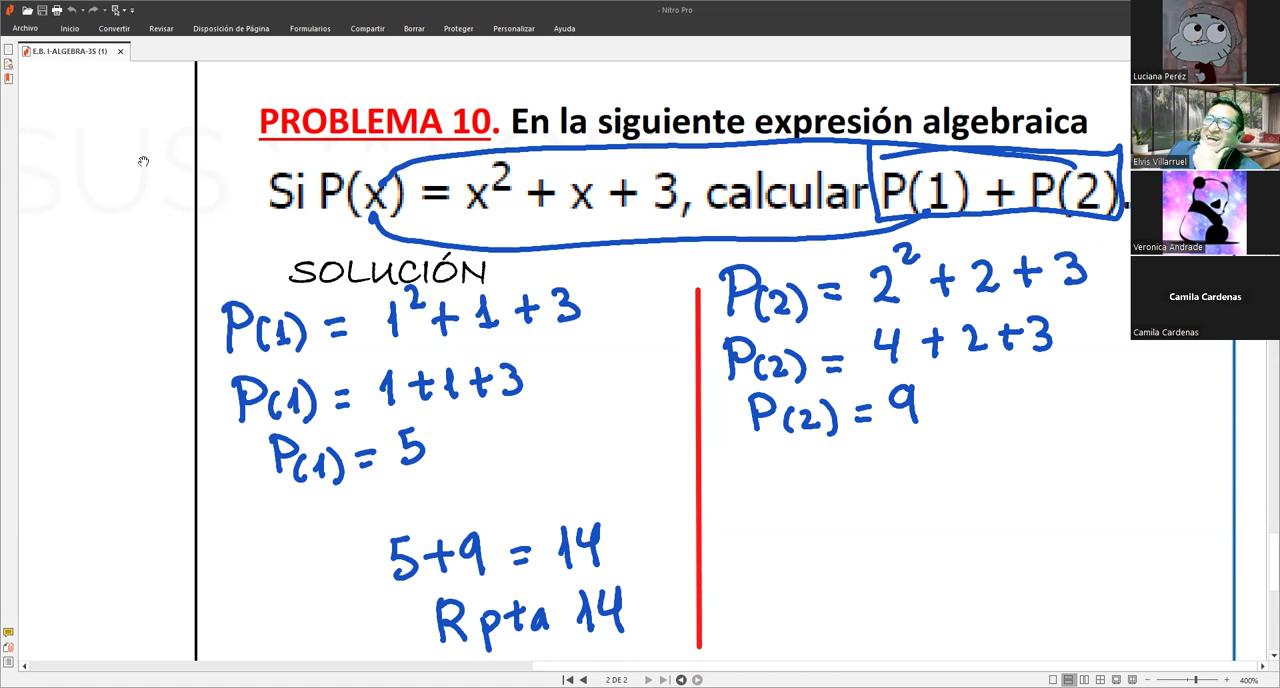 - Nitro Pro
Archivo Inicio Convertir Revisar Disposición de Página Formularios Compartir Borrar Proteger Personalizar Ayuda
E.B. I-ALGEBRA-3S (1)
SUS
PROBLEMA 10. En la siguiente expresión algebraica
Si P(x) = x² + x + 3, calcular P(1) + P(2).
SOLUCIÓN
P(1) = 1² + 1 + 3
P(1) = 1 + 1 + 3
P(1) = 5
5 + 9 = 14
Rpta 14
P(2) = 2² + 2 + 3
P(2) = 4 + 2 + 3
P(2) = 9
Luciana Peréz
Elvis Villarruel
Veronica Andrade
Camila Cardenas
Camila Cardenas
2 DE 2
400%